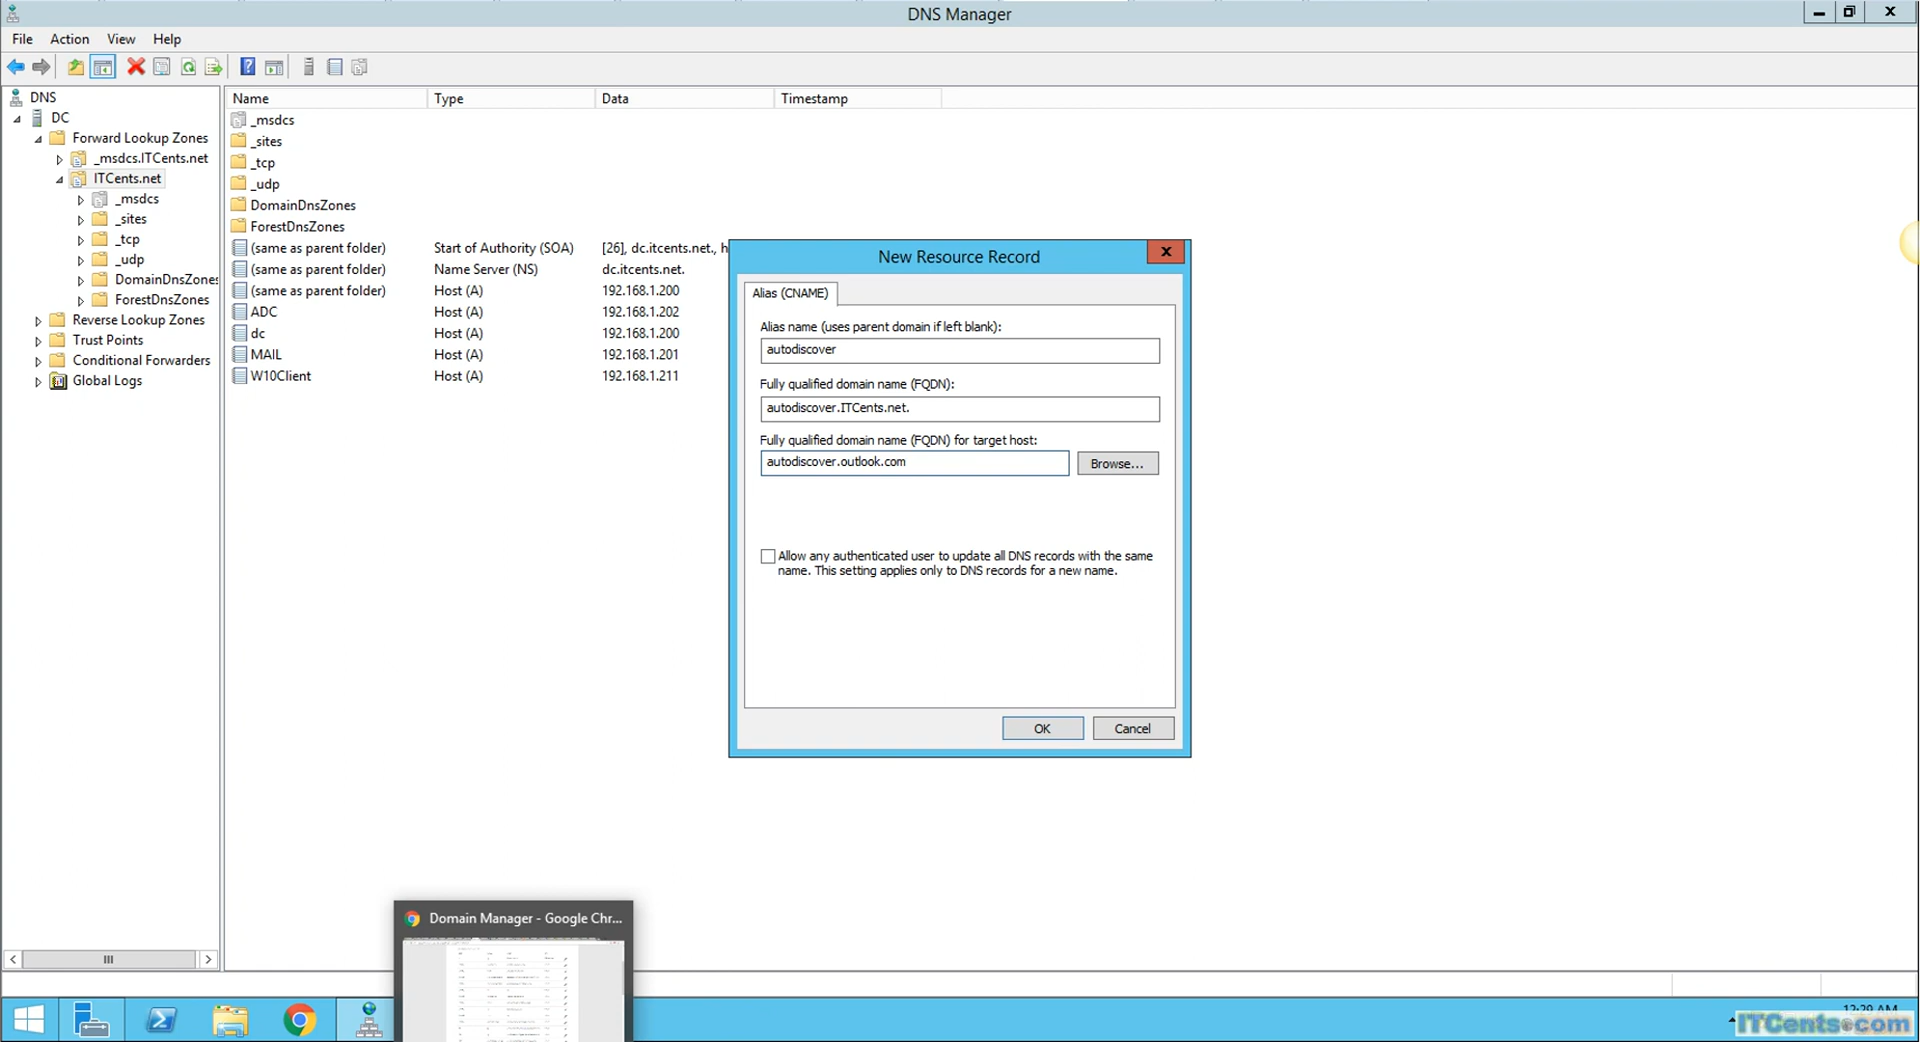 DNS Manager
File Action View Help
DNS
DC
Forward Lookup Zones
_msdcs.ITCents.net
ITCents.net
_msdcs
_sites
_tcp
_udp
DomainDnsZones
ForestDnsZones
Reverse Lookup Zones
Trust Points
Conditional Forwarders
Global Logs
Name Type Data Timestamp
_msdcs
_sites
_tcp
_udp
DomainDnsZones
ForestDnsZones
(same as parent folder) Start of Authority (SOA) [26], dc.itcents.net., h
(same as parent folder) Name Server (NS) dc.itcents.net.
(same as parent folder) Host (A) 192.168.1.200
ADC Host (A) 192.168.1.202
dc Host (A) 192.168.1.200
MAIL Host (A) 192.168.1.201
W10Client Host (A) 192.168.1.211
New Resource Record
Alias (CNAME)
Alias name (uses parent domain if left blank):
autodiscover
Fully qualified domain name (FQDN):
autodiscover.ITCents.net.
Fully qualified domain name (FQDN) for target host:
autodiscover.outlook.com
Browse...
Allow any authenticated user to update all DNS records with the same
name. This setting applies only to DNS records for a new name.
OK Cancel
Domain Manager - Google Chr...
12:29 AM
ITCents.com